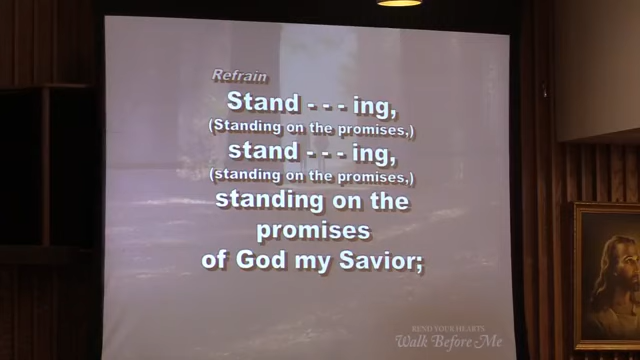 Refrain
Stand - - - ing,
(Standing on the promises,)
stand - - - ing,
(standing on the promises,)
standing on the
promises
of God my Savior;
REND YOUR HEARTS
Walk Before Me